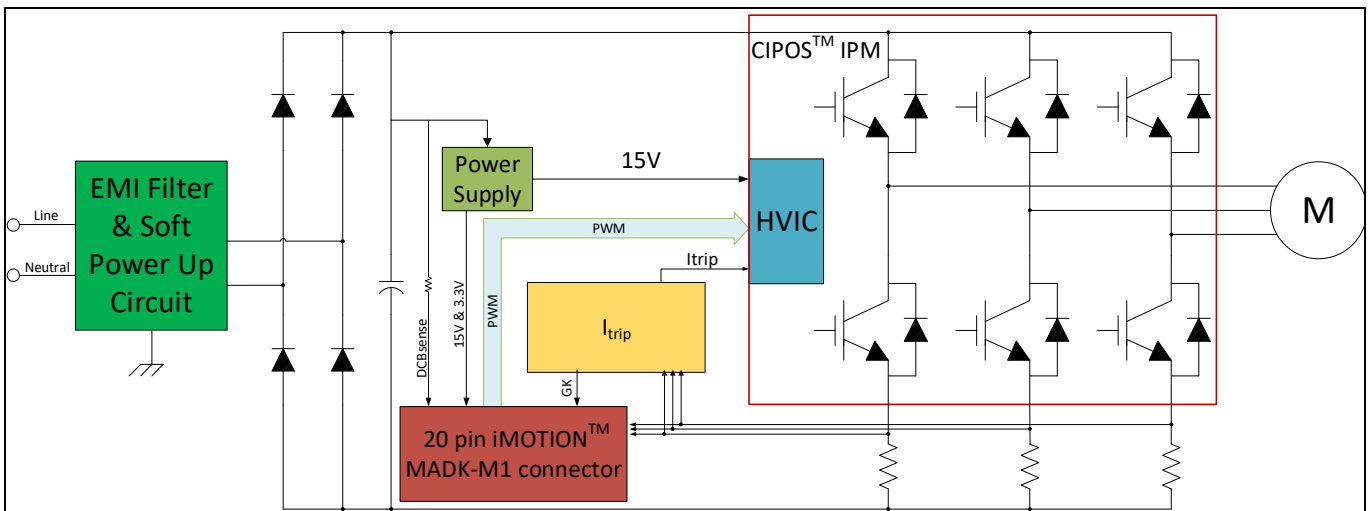 CIPOS™ IPM
EMI Filter
& Soft
Power Up
Circuit
Line
Neutral
Power
Supply
15V
HVIC
PWM
Itrip
M
DCBsense
15V & 3.3V
PWM
I_trip
GK
20 pin iMOTION™
MADK-M1 connector